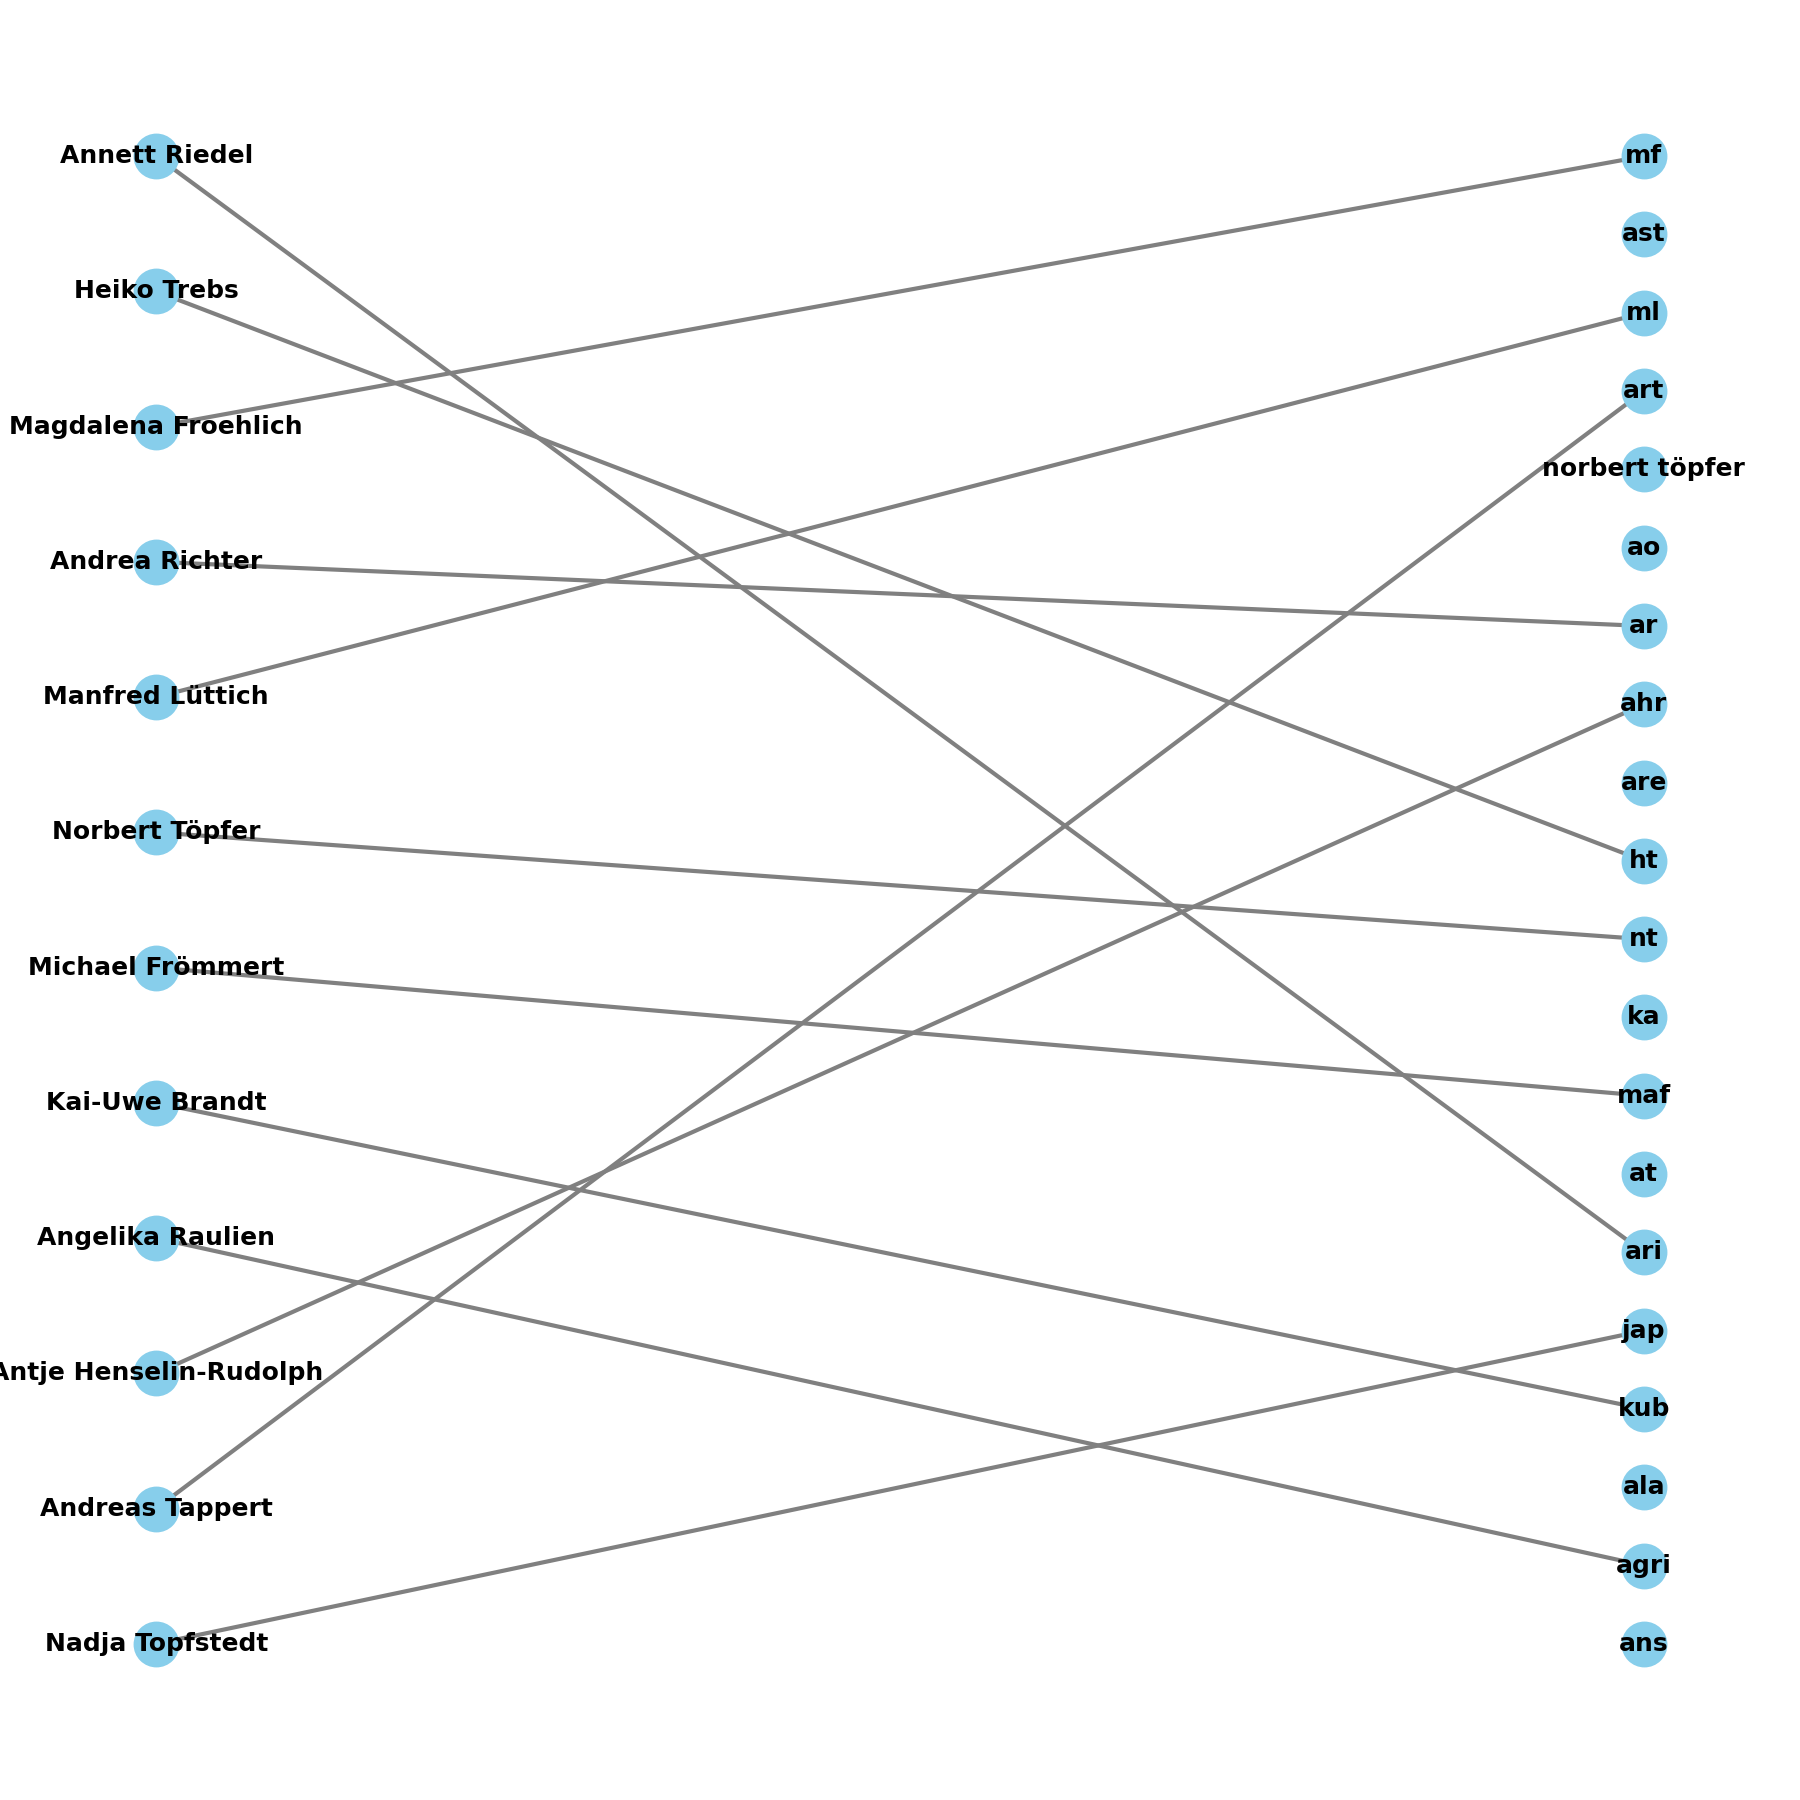 Annett Riedel
Heiko Trebs
Magdalena Froehlich
Andrea Richter
Manfred Lüttich
Norbert Töpfer
Michael Frömmert
Kai-Uwe Brandt
Angelika Raulien
Antje Henselin-Rudolph
Andreas Tappert
Nadja Topfstedt
mf
ast
ml
art
norbert töpfer
ao
ar
ahr
are
ht
nt
ka
maf
at
ari
jap
kub
ala
agri
ans